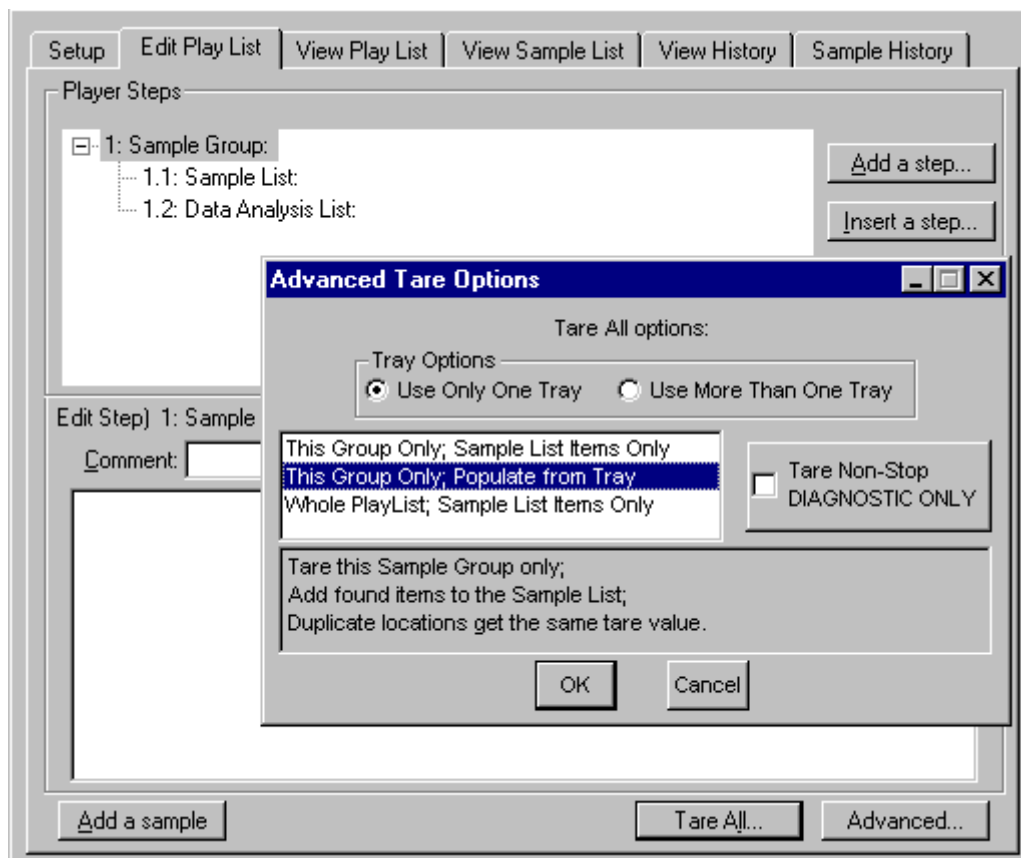 Setup
Edit Play List
View Play List
View Sample List
View History
Sample History
Player Steps
1: Sample Group:
1.1: Sample List:
1.2: Data Analysis List:
Add a step...
Insert a step...
Advanced Tare Options
Tare All options:
Tray Options
Use Only One Tray
Use More Than One Tray
Edit Step) 1: Sample
Comment:
This Group Only; Sample List Items Only
This Group Only; Populate from Tray
Whole PlayList; Sample List Items Only
Tare Non-Stop
DIAGNOSTIC ONLY
Tare this Sample Group only;
Add found items to the Sample List;
Duplicate locations get the same tare value.
OK
Cancel
Add a sample
Tare All...
Advanced...